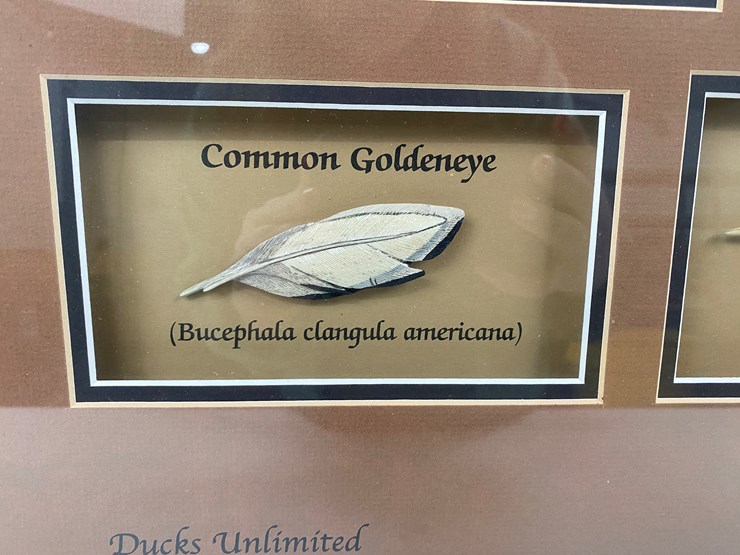 Common Goldeneye
(Bucephala clangula americana)
Ducks Unlimited